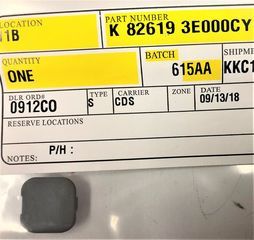 LOCATION PART NUMBER
1B K 82619 3E000CY
QUANTITY BATCH SHIPME
ONE 615AA KKC1
DLR ORD# TYPE CARRIER ZONE DATE
0912CO S CDS 09/13/18
RESERVE LOCATIONS
NOTES: P/H :